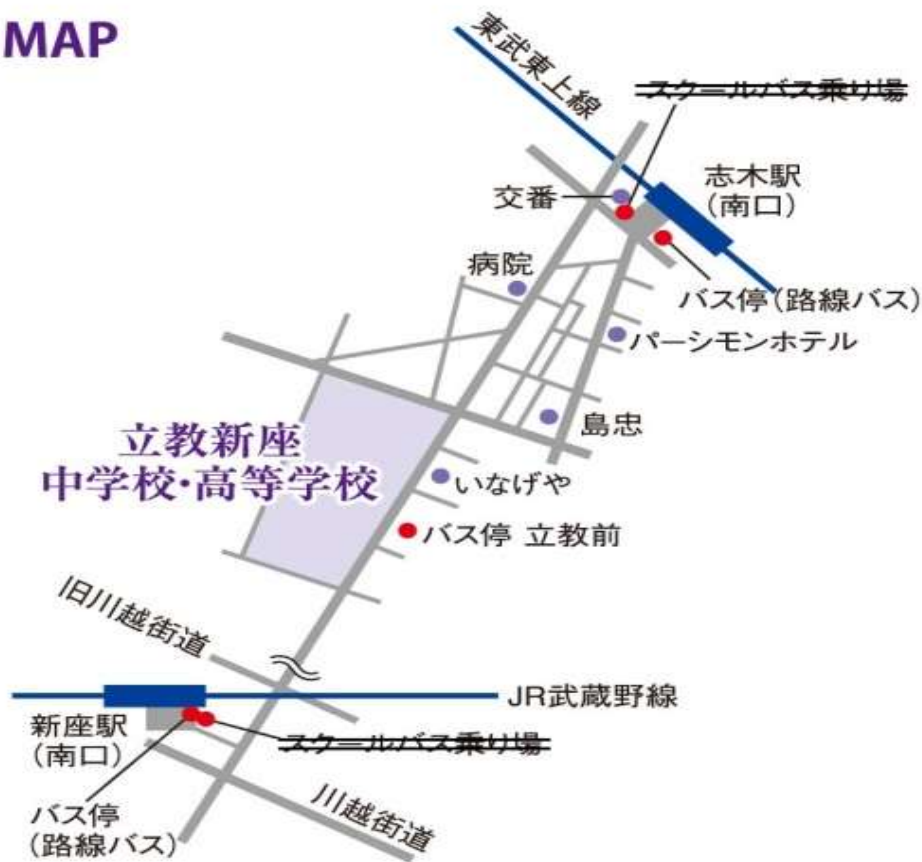 MAP
東武東上線
スクールバス乗り場
交番
志木駅
(南口)
病院
バス停(路線バス)
パーシモンホテル
立教新座
中学校・高等学校
島忠
いなげや
バス停 立教前
旧川越街道
JR武蔵野線
新座駅
(南口)
スクールバス乗り場
バス停
(路線バス)
川越街道